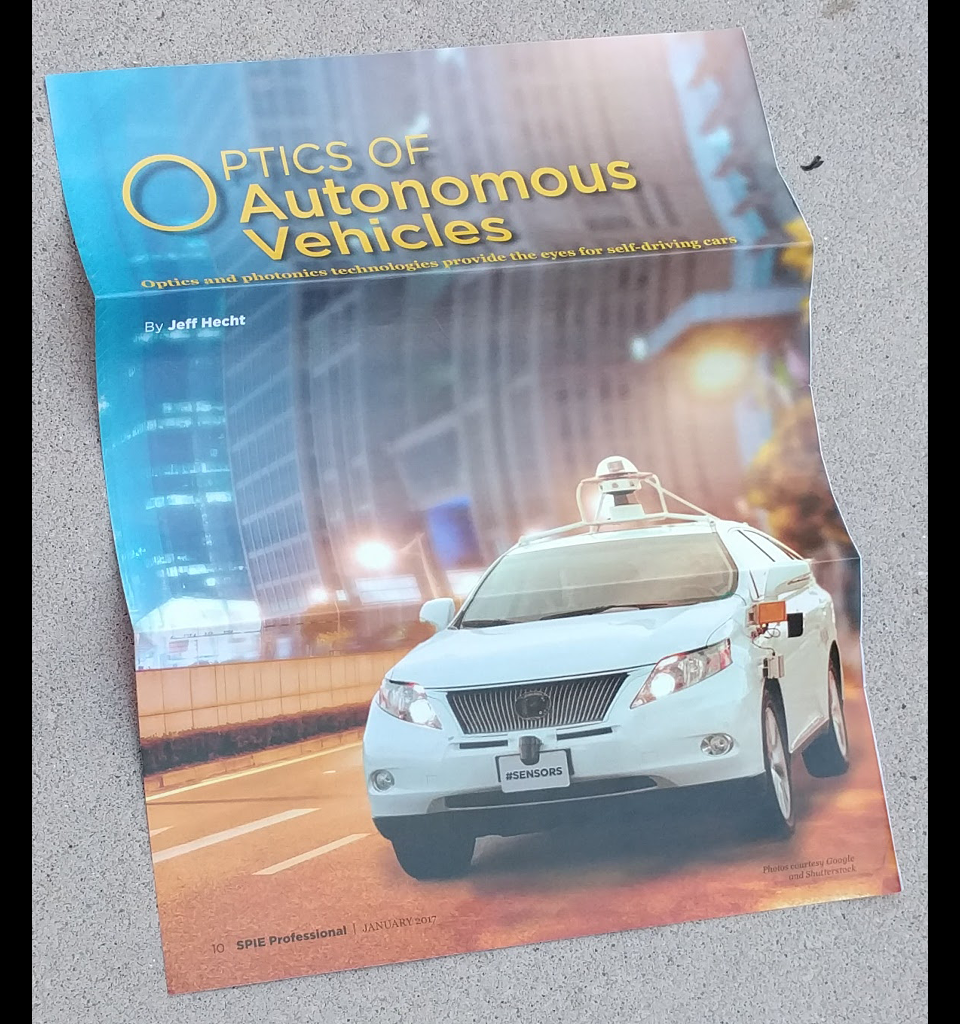 OPTICS OF
Autonomous
Vehicles
Optics and photonics technologies provide the eyes for self-driving cars
By Jeff Hecht
#SENSORS
Photos courtesy Google
and Shutterstock
10 SPIE Professional | JANUARY 2017